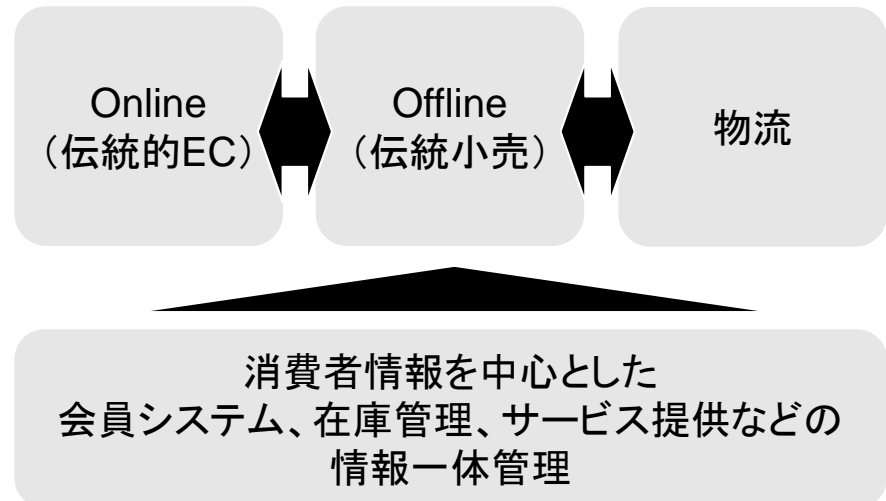 Online
（伝統的EC）
Offline
（伝統小売）
物流
消費者情報を中心とした
会員システム、在庫管理、サービス提供などの
情報一体管理